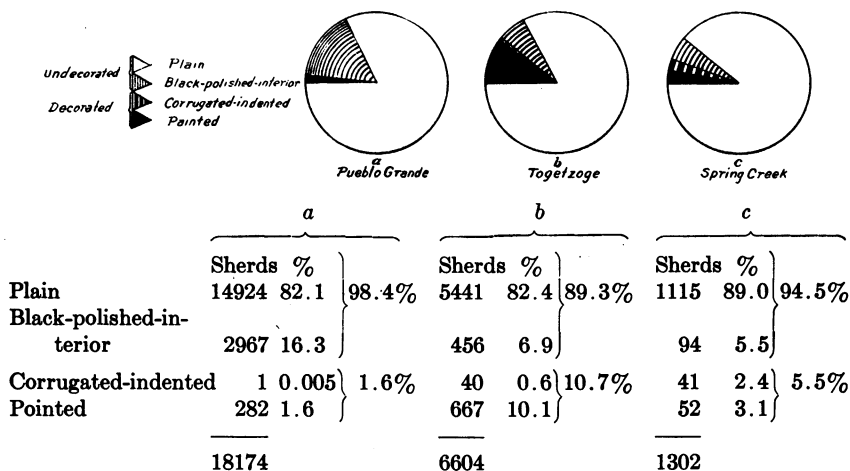 Undecorated
Decorated
Plain
Black-polished-interior
Corrugated-indented
Painted
a
Pueblo Grande
b
Togetzoge
c
Spring Creek
a b c
Sherds % Sherds % Sherds %
Plain 14924 82.1 98.4% 5441 82.4 89.3% 1115 89.0 94.5%
Black-polished-in-
terior 2967 16.3 456 6.9 94 5.5
Corrugated-indented 1 0.005 1.6% 40 0.6 10.7% 41 2.4 5.5%
Pointed 282 1.6 667 10.1 52 3.1
18174 6604 1302